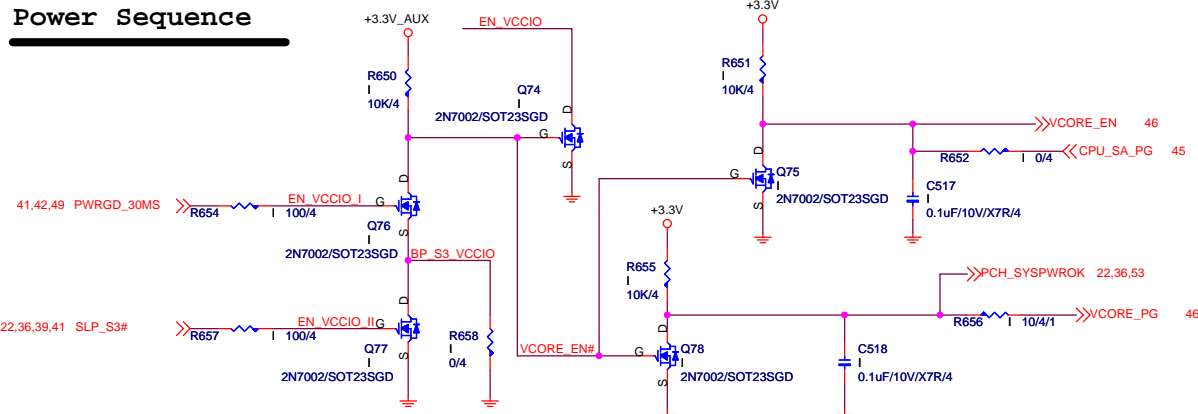 Power Sequence
+3.3V_AUX
EN_VCCIO
+3.3V
R650
I
10K/4
Q74
I
2N7002/SOT23SGD
D
G
S
R651
I
10K/4
VCORE_EN 46
R652
I 0/4
CPU_SA_PG 45
D
G
S
Q75
I
2N7002/SOT23SGD
C517
I
0.1uF/10V/X7R/4
41,42,49 PWRGD_30MS
R654
I
EN_VCCIO_I
100/4
D
G
S
Q76
I
2N7002/SOT23SGD
BP_S3_VCCIO
+3.3V
R655
I
10K/4
PCH_SYSPWROK 22,36,53
22,36,39,41 SLP_S3#
R657
I
EN_VCCIO_II
100/4
D
G
S
Q77
I
2N7002/SOT23SGD
R658
I
0/4
VCORE_EN#
D
G
S
Q78
I
2N7002/SOT23SGD
R656
I
10/4/1
VCORE_PG 46
C518
I
0.1uF/10V/X7R/4